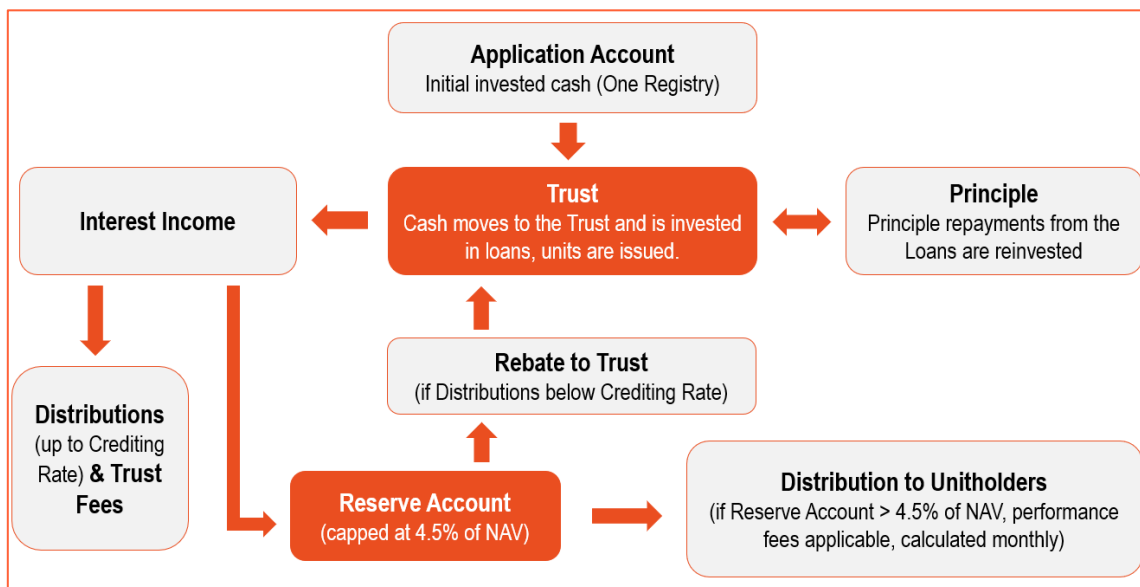 Application Account
Initial invested cash (One Registry)
Interest Income
Trust
Cash moves to the Trust and is invested
in loans, units are issued.
Principle
Principle repayments from the
Loans are reinvested
Rebate to Trust
(if Distributions below Crediting Rate)
Distributions
(up to Crediting
Rate) & Trust
Fees
Reserve Account
(capped at 4.5% of NAV)
Distribution to Unitholders
(if Reserve Account > 4.5% of NAV, performance
fees applicable, calculated monthly)